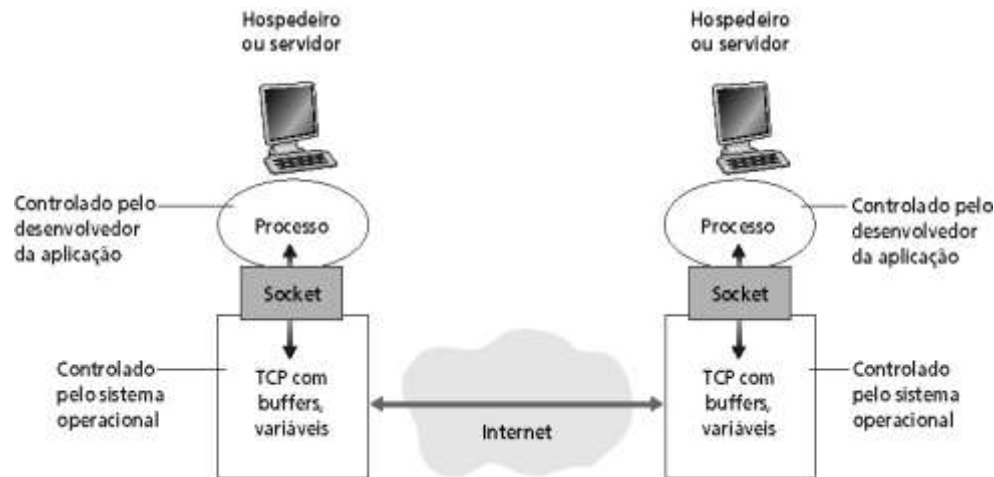 Hospedeiro
ou servidor
Hospedeiro
ou servidor
Controlado pelo
desenvolvedor
da aplicação
Processo
Processo
Controlado pelo
desenvolvedor
da aplicação
Socket
Socket
Controlado
pelo sistema
operacional
TCP com
buffers,
variáveis
Internet
TCP com
buffers,
variáveis
Controlado
pelo sistema
operacional